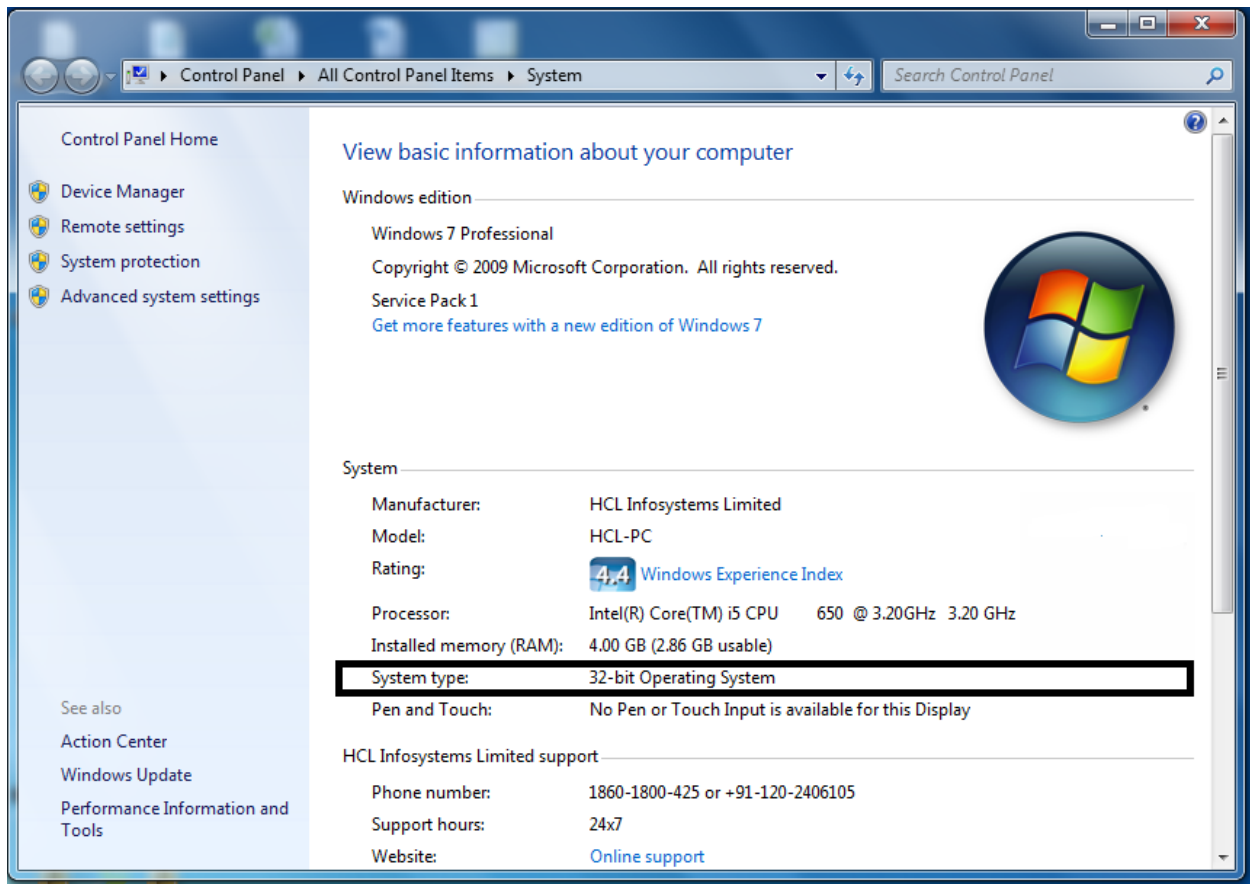 Control Panel ▸ All Control Panel Items ▸ System
Search Control Panel
Control Panel Home
Device Manager
Remote settings
System protection
Advanced system settings
See also
Action Center
Windows Update
Performance Information and
Tools
View basic information about your computer
Windows edition
Windows 7 Professional
Copyright © 2009 Microsoft Corporation. All rights reserved.
Service Pack 1
Get more features with a new edition of Windows 7
System
Manufacturer: HCL Infosystems Limited
Model: HCL-PC
Rating: 4.4 Windows Experience Index
Processor: Intel(R) Core(TM) i5 CPU 650 @ 3.20GHz 3.20 GHz
Installed memory (RAM): 4.00 GB (2.86 GB usable)
System type: 32-bit Operating System
Pen and Touch: No Pen or Touch Input is available for this Display
HCL Infosystems Limited support
Phone number: 1860-1800-425 or +91-120-2406105
Support hours: 24x7
Website: Online support